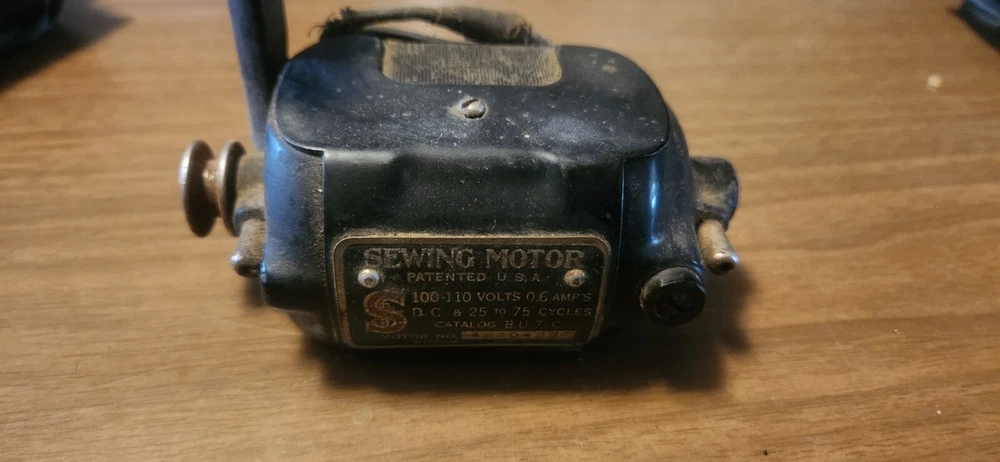 SEWING MOTOR
PATENTED U.S.A.
S 100-110 VOLTS 0.6 AMP'S
D.C. & 25 TO 75 CYCLES
CATALOG B.U 7-C
MOTOR NO.